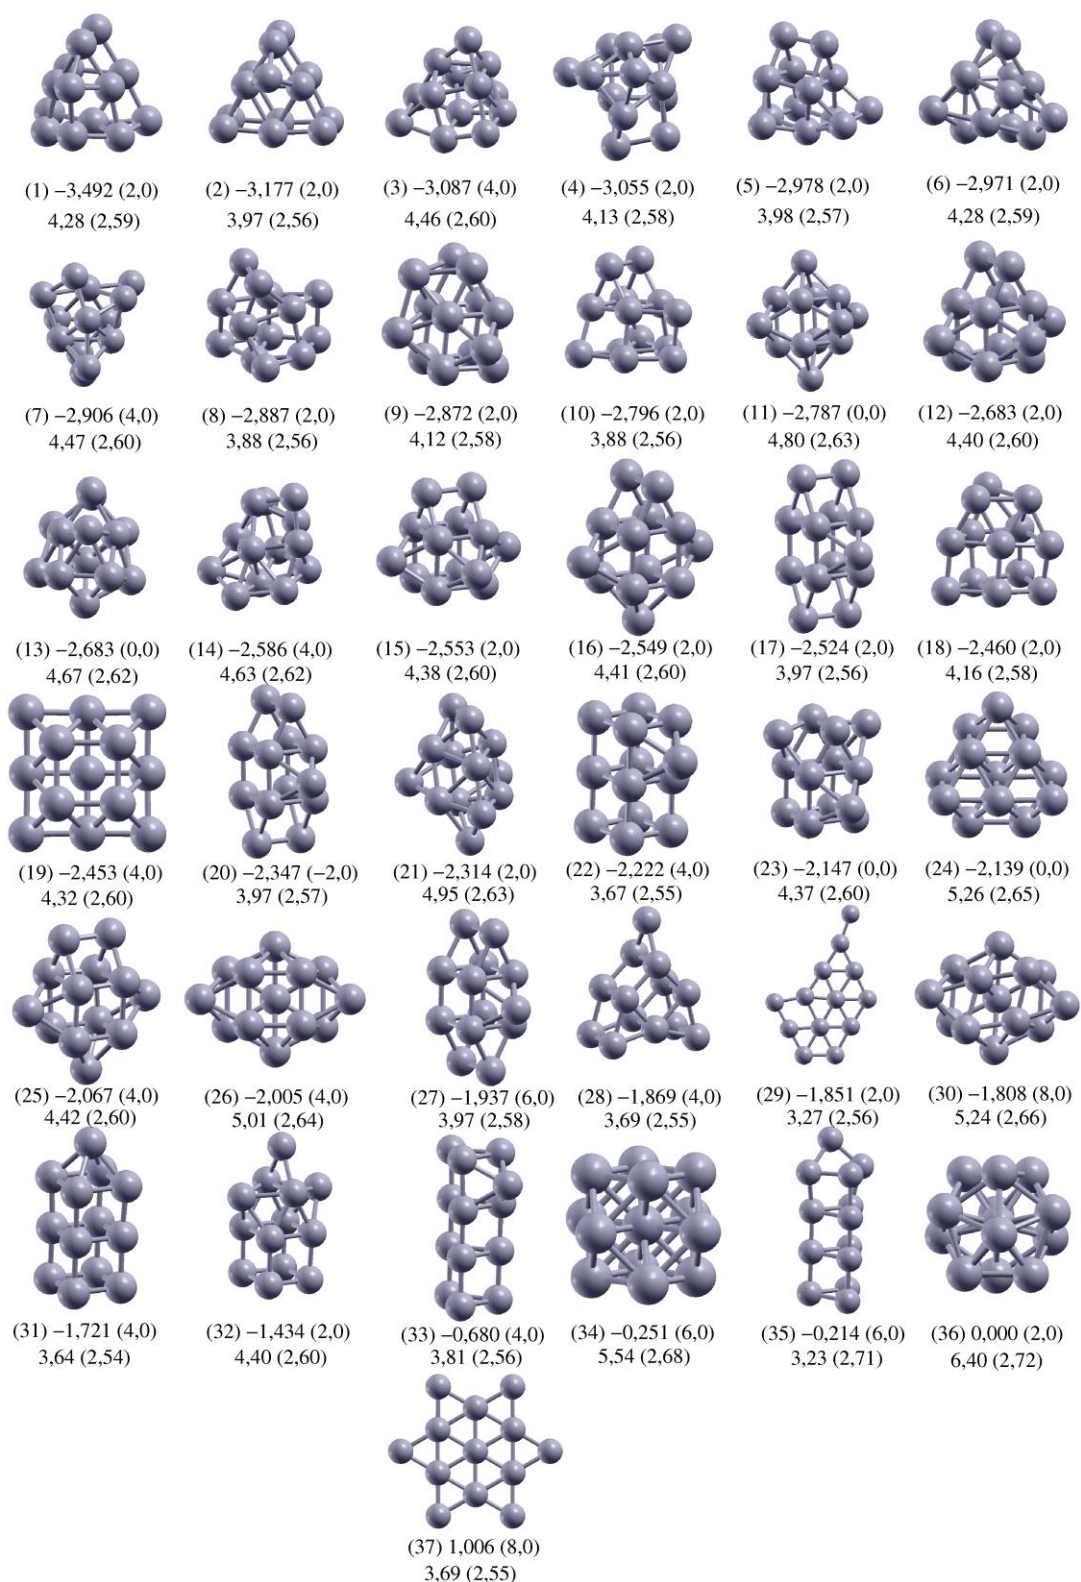 (1) −3,492 (2,0) (2) −3,177 (2,0) (3) −3,087 (4,0) (4) −3,055 (2,0) (5) −2,978 (2,0) (6) −2,971 (2,0)
4,28 (2,59) 3,97 (2,56) 4,46 (2,60) 4,13 (2,58) 3,98 (2,57) 4,28 (2,59)
(7) −2,906 (4,0) (8) −2,887 (2,0) (9) −2,872 (2,0) (10) −2,796 (2,0) (11) −2,787 (0,0) (12) −2,683 (2,0)
4,47 (2,60) 3,88 (2,56) 4,12 (2,58) 3,88 (2,56) 4,80 (2,63) 4,40 (2,60)
(13) −2,683 (0,0) (14) −2,586 (4,0) (15) −2,553 (2,0) (16) −2,549 (2,0) (17) −2,524 (2,0) (18) −2,460 (2,0)
4,67 (2,62) 4,63 (2,62) 4,38 (2,60) 4,41 (2,60) 3,97 (2,56) 4,16 (2,58)
(19) −2,453 (4,0) (20) −2,347 (−2,0) (21) −2,314 (2,0) (22) −2,222 (4,0) (23) −2,147 (0,0) (24) −2,139 (0,0)
4,32 (2,60) 3,97 (2,57) 4,95 (2,63) 3,67 (2,55) 4,37 (2,60) 5,26 (2,65)
(25) −2,067 (4,0) (26) −2,005 (4,0) (27) −1,937 (6,0) (28) −1,869 (4,0) (29) −1,851 (2,0) (30) −1,808 (8,0)
4,42 (2,60) 5,01 (2,64) 3,97 (2,58) 3,69 (2,55) 3,27 (2,56) 5,24 (2,66)
(31) −1,721 (4,0) (32) −1,434 (2,0) (33) −0,680 (4,0) (34) −0,251 (6,0) (35) −0,214 (6,0) (36) 0,000 (2,0)
3,64 (2,54) 4,40 (2,60) 3,81 (2,56) 5,54 (2,68) 3,23 (2,71) 6,40 (2,72)
(37) 1,006 (8,0)
3,69 (2,55)